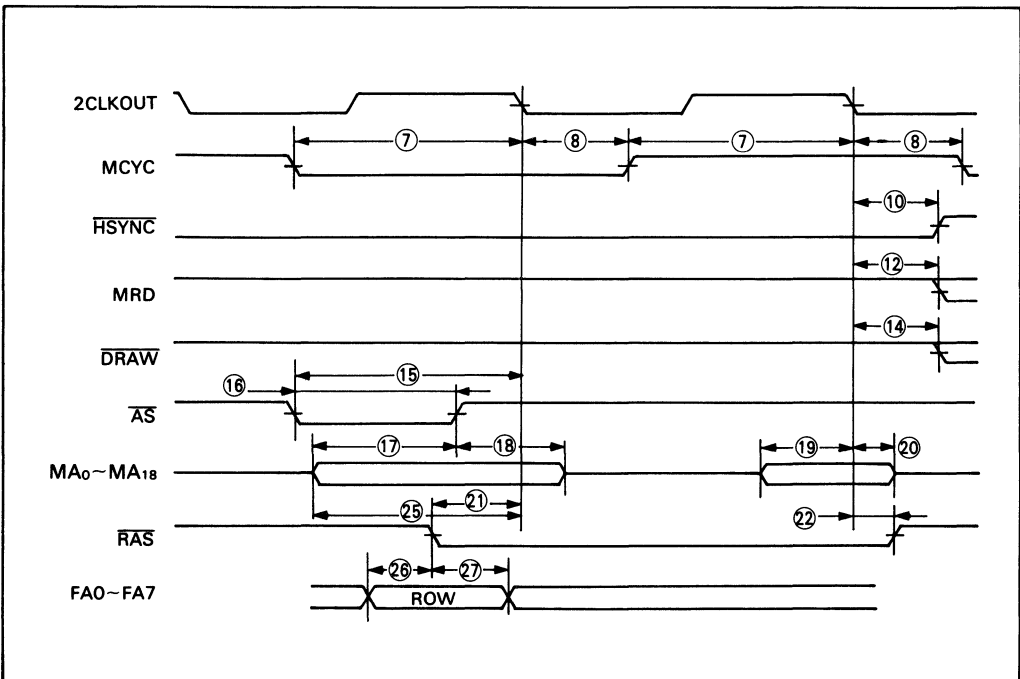 2CLKOUT
⑦ ⑧ ⑦ ⑧
MCYC
⑩
HSYNC
⑫
MRD
⑭
DRAW
⑯ ⑮
AS
⑰ ⑱ ⑲ ⑳
MA0~MA18
㉑
㉕ ㉒
RAS
㉖ ㉗
FA0~FA7 ROW